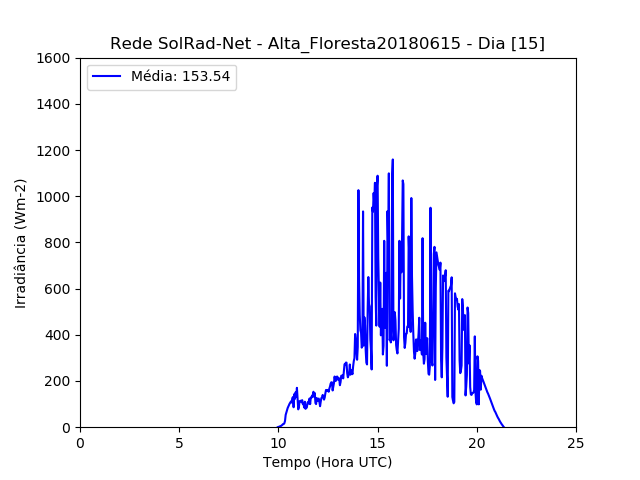 Rede SolRad-Net - Alta_Floresta20180615 - Dia [15]
Média: 153.54
Irradiância (Wm-2)
1600
1400
1200
1000
800
600
400
200
0
0 5 10 15 20 25
Tempo (Hora UTC)